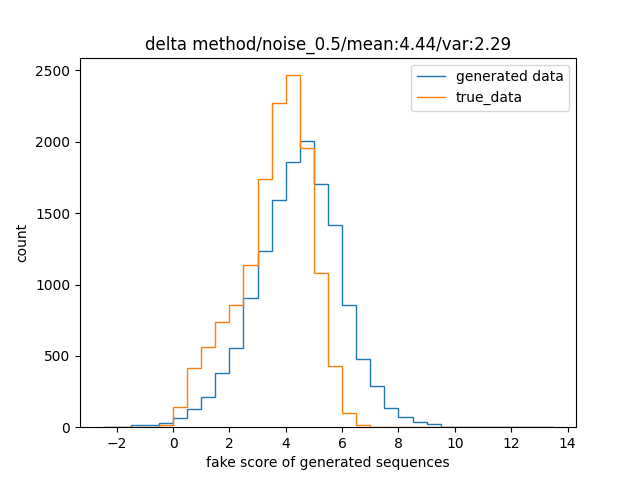 delta method/noise_0.5/mean:4.44/var:2.29
generated data
true_data
count
2500
2000
1500
1000
500
0
−2 0 2 4 6 8 10 12 14
fake score of generated sequences